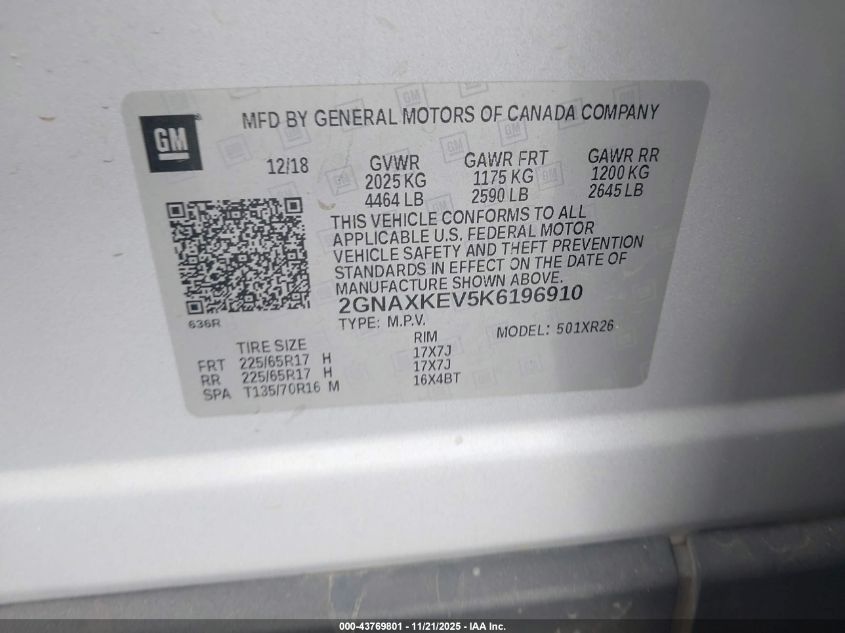 GM
MFD BY GENERAL MOTORS OF CANADA COMPANY
12/18 GVWR GAWR FRT GAWR RR
2025 KG 1175 KG 1200 KG
4464 LB 2590 LB 2645 LB
THIS VEHICLE CONFORMS TO ALL
APPLICABLE U.S. FEDERAL MOTOR
VEHICLE SAFETY AND THEFT PREVENTION
STANDARDS IN EFFECT ON THE DATE OF
MANUFACTURE SHOWN ABOVE.
2GNAXKEV5K6196910
636R
TYPE: M.P.V. MODEL: 501XR26
TIRE SIZE RIM
FRT 225/65R17 H 17X7J
RR 225/65R17 H 17X7J
SPA T135/70R16 M 16X4BT
000-43769801 - 11/21/2025 - IAA Inc.